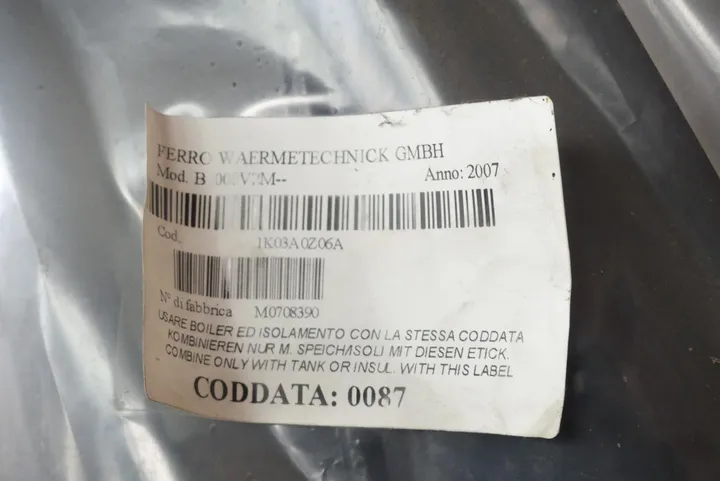 FERRO WAERMETECHNICK GMBH
Mod. Anno: 2007
Cod. 1K03A0Z06A
N° di fabbrica M0708390
USARE BOILER ED ISOLAMENTO CON LA STESSA CODDATA
KOMBINIEREN NUR M. SPEICH/ISOLI MIT DIESEN ETICK.
COMBINE ONLY WITH TANK OR INSUL. WITH THIS LABEL
CODDATA: 0087